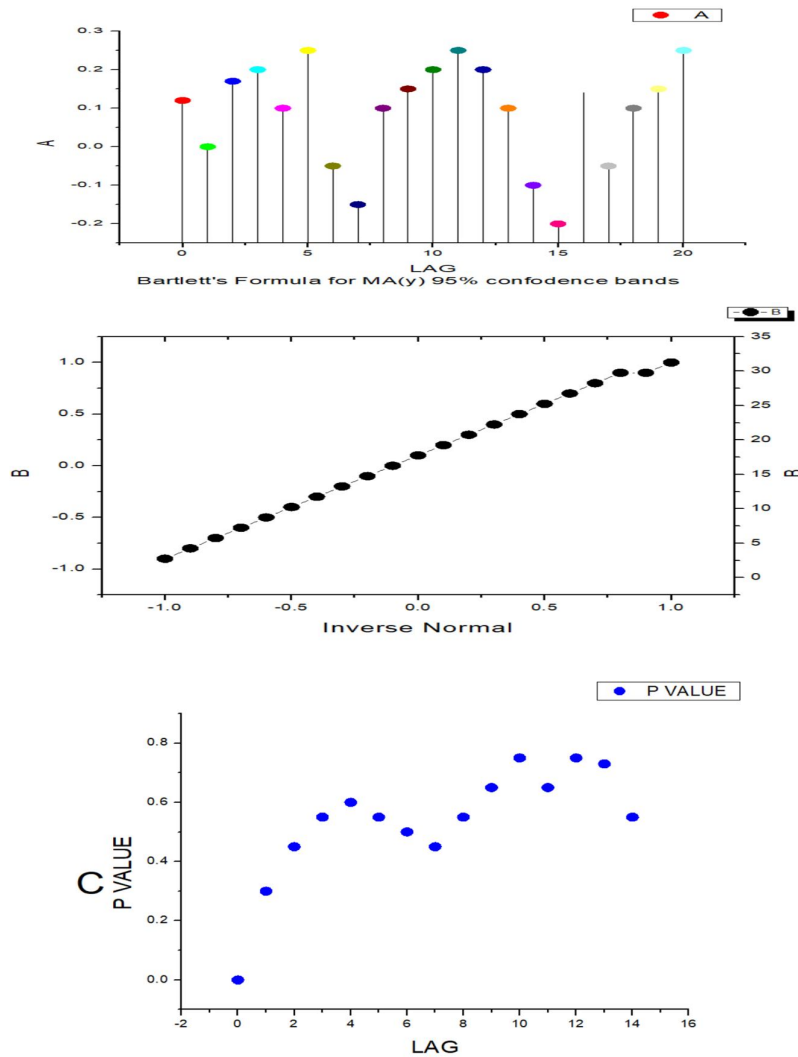 A
0.3
0.2
0.1
0.0
-0.1
-0.2
A
0 5 10 15 20
LAG
Bartlett's Formula for MA(y) 95% confodence bands
B
1.0
0.5
0.0
-0.5
-1.0
B
35
30
25
20
15
10
5
0
B
-1.0 -0.5 0.0 0.5 1.0
Inverse Normal
P VALUE
0.8
0.6
0.4
0.2
0.0
C
P VALUE
-2 0 2 4 6 8 10 12 14 16
LAG